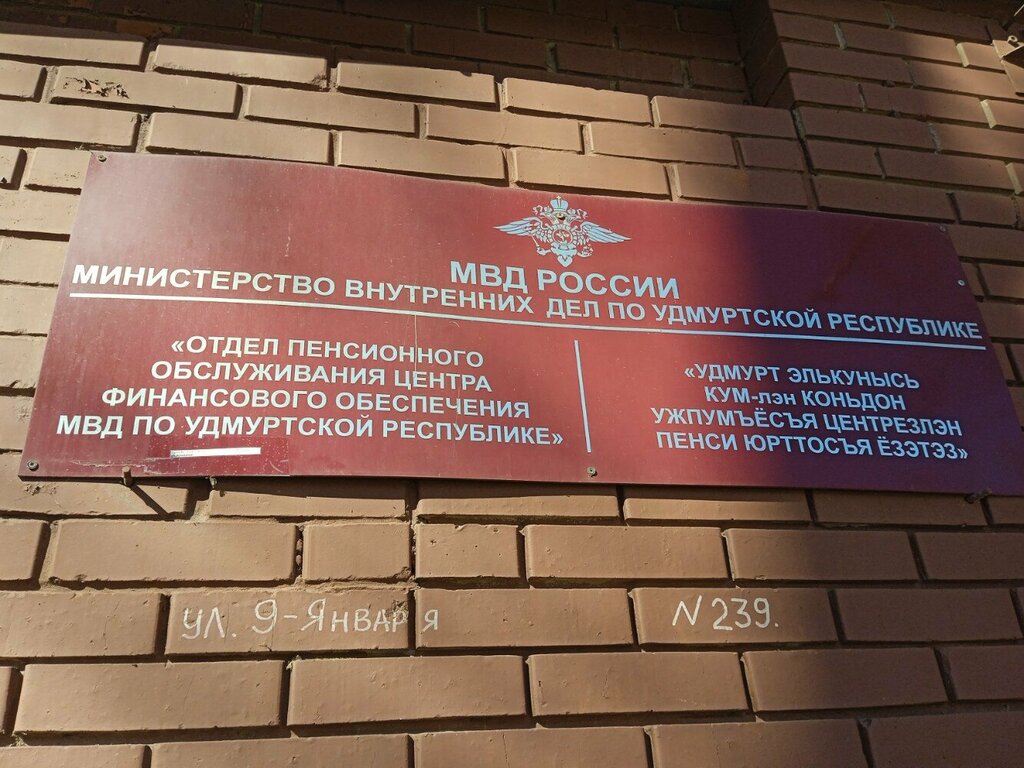 МВД РОССИИ
МИНИСТЕРСТВО ВНУТРЕННИХ ДЕЛ ПО УДМУРТСКОЙ РЕСПУБЛИКЕ
«ОТДЕЛ ПЕНСИОННОГО
ОБСЛУЖИВАНИЯ ЦЕНТРА
ФИНАНСОВОГО ОБЕСПЕЧЕНИЯ
МВД ПО УДМУРТСКОЙ РЕСПУБЛИКЕ»
«УДМУРТ ЭЛЬКУНЫСЬ
КУМ-лэн КОНЬДОН
УЖПУМЪЁСЪЯ ЦЕНТРЕЗЛЭН
ПЕНСИ ЮРТТОСЪЯ ЁЗЭТЭЗ»
УЛ. 9-ЯНВАРЯ N 239.